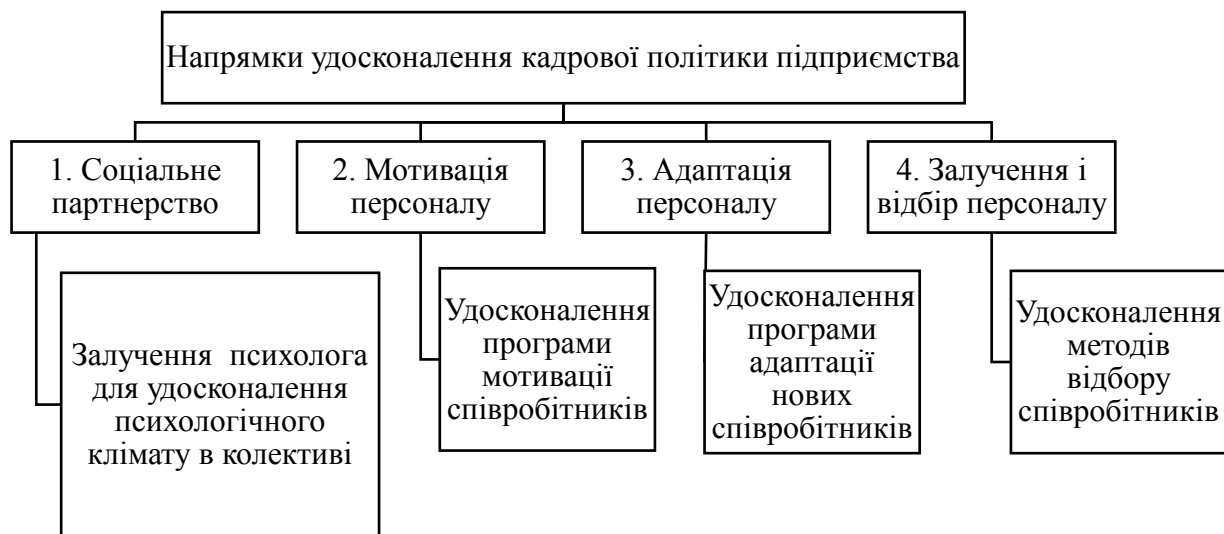 Напрямки удосконалення кадрової політики підприємства
1. Соціальне
партнерство
2. Мотивація
персоналу
3. Адаптація
персоналу
4. Залучення і
відбір персоналу
Залучення психолога
для удосконалення
психологічного
клімату в колективі
Удосконалення
програми
мотивації
співробітників
Удосконалення
програми
адаптації
нових
співробітників
Удосконалення
методів
відбору
співробітників